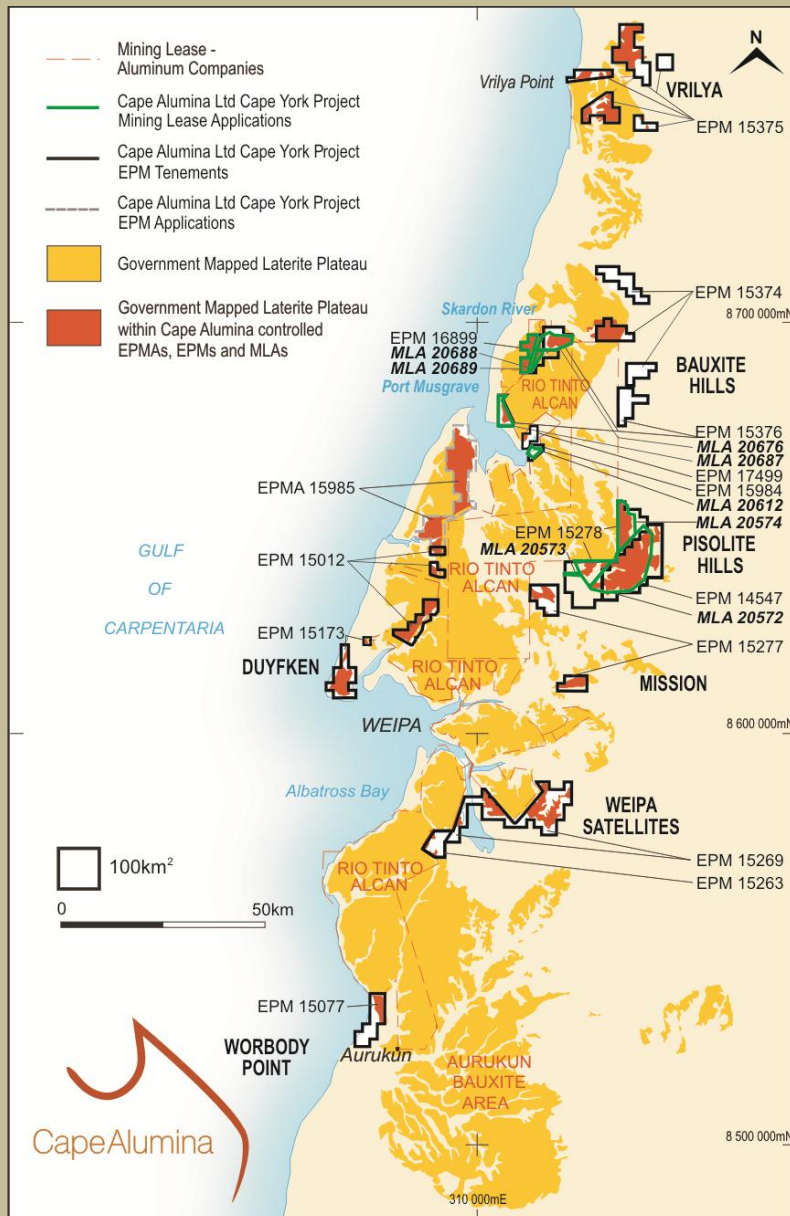 Mining Lease -
Aluminum Companies
Cape Alumina Ltd Cape York Project
Mining Lease Applications
Cape Alumina Ltd Cape York Project
EPM Tenements
Cape Alumina Ltd Cape York Project
EPM Applications
Government Mapped Laterite Plateau
Government Mapped Laterite Plateau
within Cape Alumina controlled
EPMAs, EPMs and MLAs
N
Vrilya Point
VRILYA
EPM 15375
EPM 15374
Skardon River
8 700 000mN
EPM 16899
MLA 20688
MLA 20689
Port Musgrave
RIO TINTO
ALCAN
BAUXITE
HILLS
EPM 15376
MLA 20676
MLA 20687
EPM 17499
EPM 15984
MLA 20612
MLA 20574
EPMA 15985
EPM 15278
MLA 20573
PISOLITE
HILLS
GULF
OF
CARPENTARIA
EPM 15012
RIO TINTO
ALCAN
EPM 14547
MLA 20572
EPM 15173
EPM 15277
DUYFKEN
RIO TINTO
ALCAN
MISSION
WEIPA
8 600 000mN
Albatross Bay
WEIPA
SATELLITES
100km²
RIO TINTO
ALCAN
EPM 15269
EPM 15263
0 50km
EPM 15077
WORBODY
POINT
Aurukun
AURUKUN
BAUXITE
AREA
CapeAlumina
8 500 000mN
310 000mE